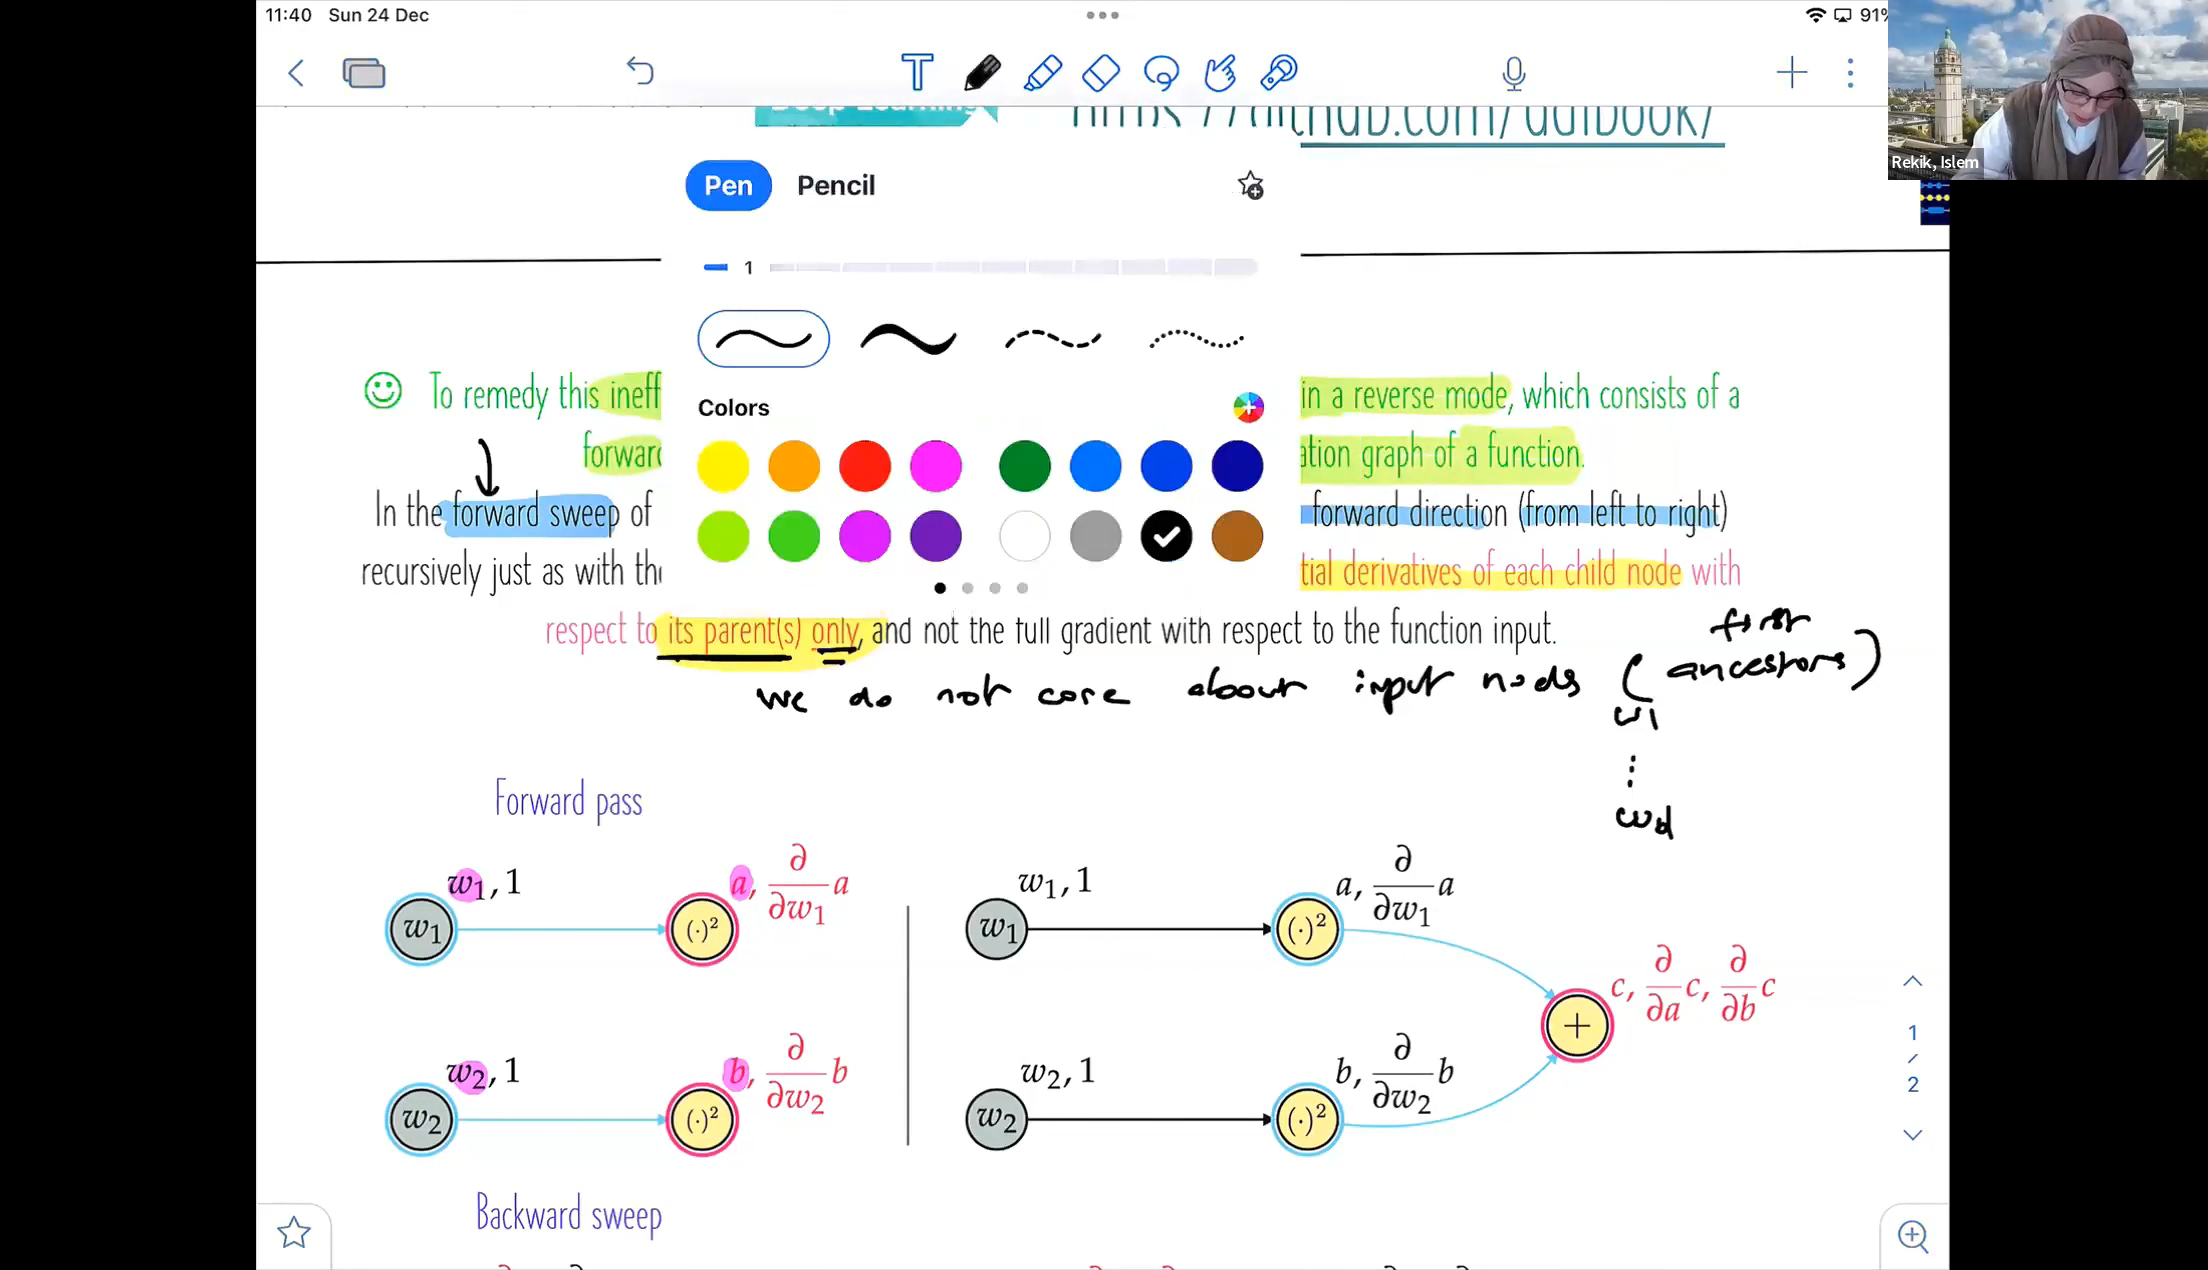 11:40 Sun 24 Dec
91%
Rekik, Islem
https://github.com/udlbook/
Pen Pencil
1
Colors
To remedy this in a reverse mode, which consists of a
graph of a function.
In the forward sweep of forward direction (from left to right)
recursively just as with derivatives of each child node with
respect to its parent(s) only, and not the full gradient with respect to the function input.
we do not care about input nodes ( first ancestors )
w1
⋮
wd
Forward pass
w₁, 1
a, ∂/∂w₁ a
w₁
(·)²
w₂, 1
b, ∂/∂w₂ b
w₂
(·)²
w₁, 1
a, ∂/∂w₁ a
w₁
(·)²
c, ∂/∂a c, ∂/∂b c
+
w₂, 1
b, ∂/∂w₂ b
w₂
(·)²
1
/
2
Backward sweep